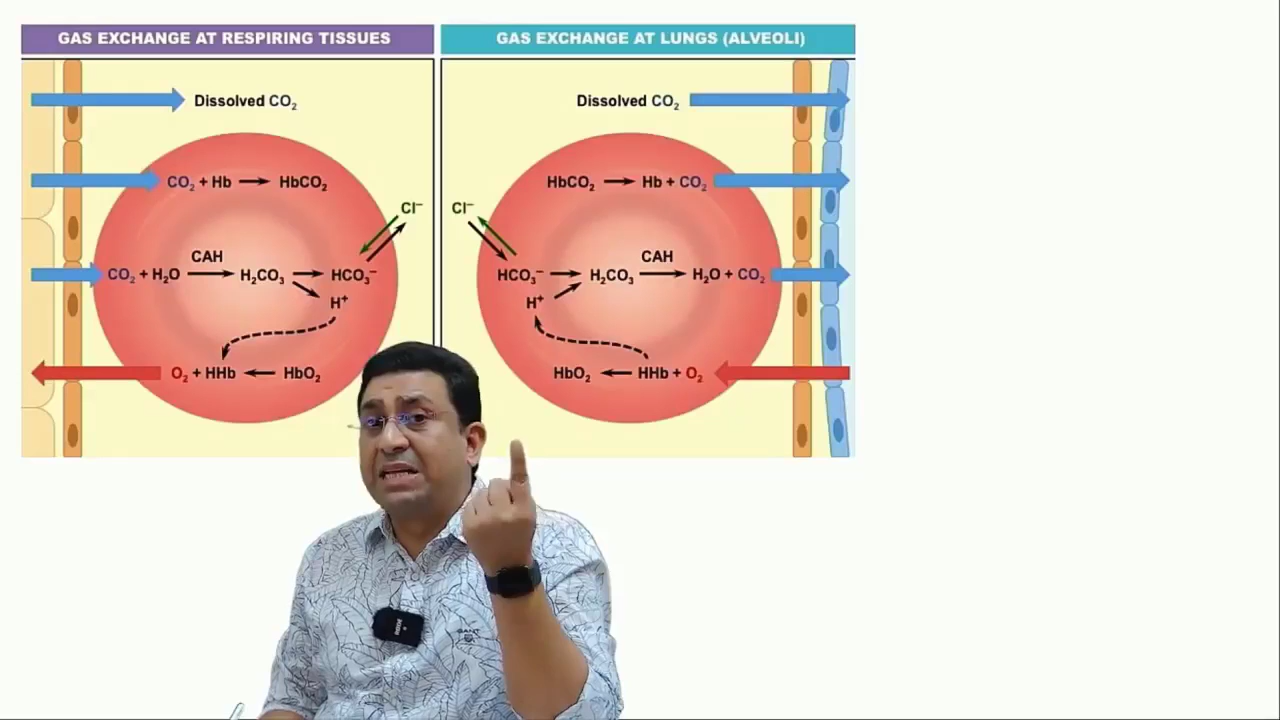 GAS EXCHANGE AT RESPIRING TISSUES
Dissolved CO₂
CO₂ + Hb → HbCO₂
Cl⁻
CAH
CO₂ + H₂O → H₂CO₃ → HCO₃⁻
H⁺
O₂ + HHb ← HbO₂
GAS EXCHANGE AT LUNGS (ALVEOLI)
Dissolved CO₂
HbCO₂ → Hb + CO₂
Cl⁻
CAH
HCO₃⁻ → H₂CO₃ → H₂O + CO₂
H⁺
HbO₂ ← HHb + O₂
GANT